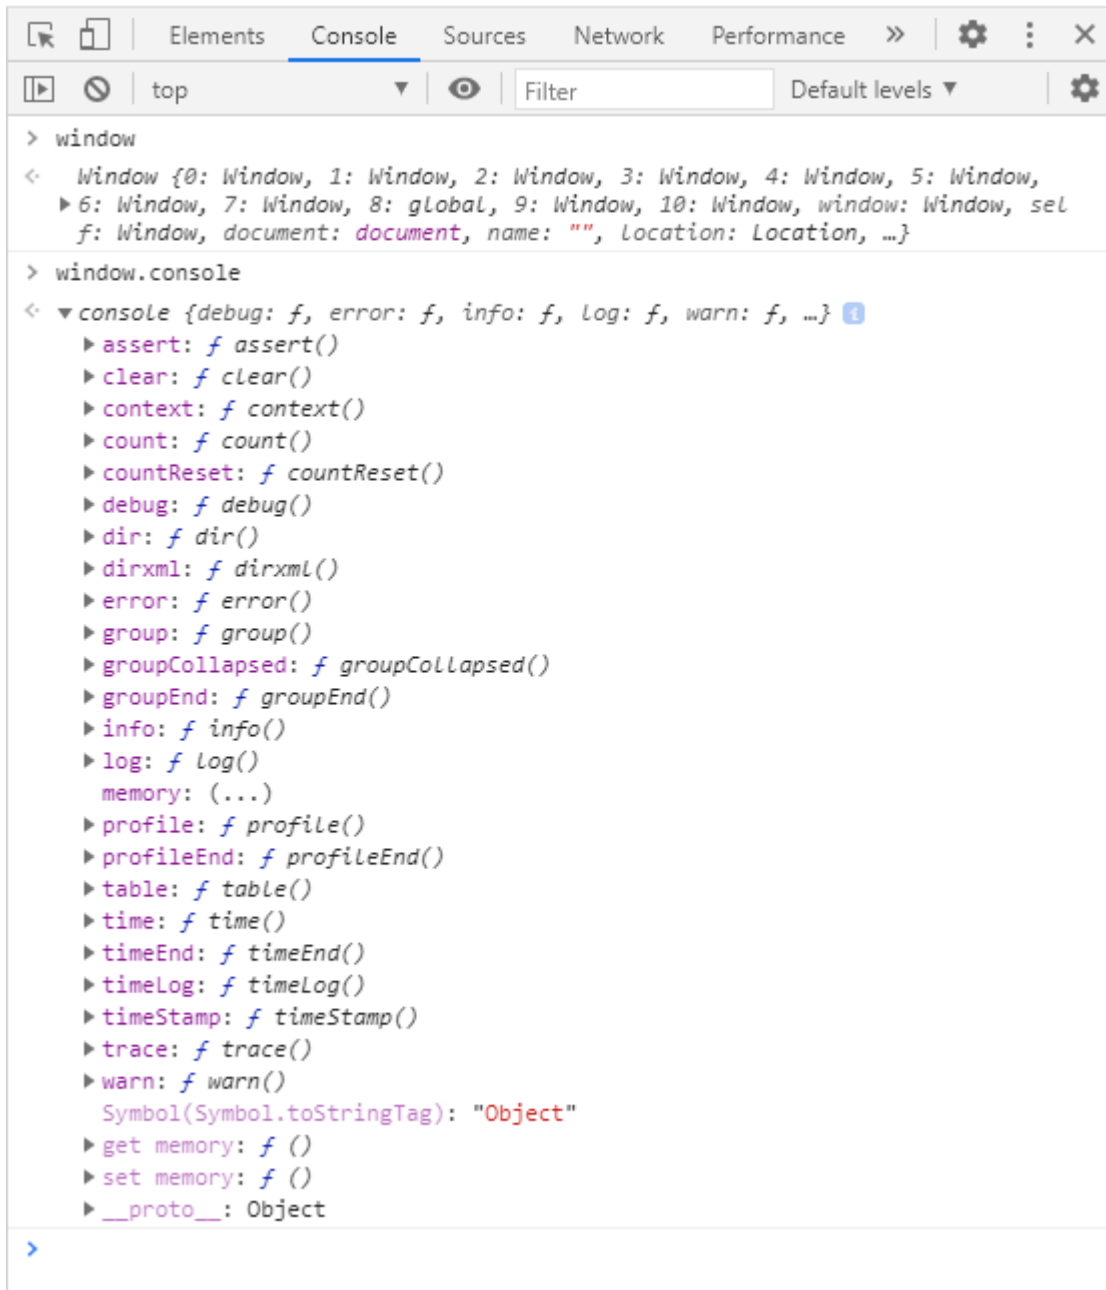 Elements Console Sources Network Performance »
top ▼ Filter Default levels ▼
> window
Window {0: Window, 1: Window, 2: Window, 3: Window, 4: Window, 5: Window,
6: Window, 7: Window, 8: global, 9: Window, 10: Window, window: Window, sel
f: Window, document: document, name: "", location: Location, …}
> window.console
console {debug: ƒ, error: ƒ, info: ƒ, log: ƒ, warn: ƒ, …} i
assert: ƒ assert()
clear: ƒ clear()
context: ƒ context()
count: ƒ count()
countReset: ƒ countReset()
debug: ƒ debug()
dir: ƒ dir()
dirxml: ƒ dirxml()
error: ƒ error()
group: ƒ group()
groupCollapsed: ƒ groupCollapsed()
groupEnd: ƒ groupEnd()
info: ƒ info()
log: ƒ log()
memory: (...)
profile: ƒ profile()
profileEnd: ƒ profileEnd()
table: ƒ table()
time: ƒ time()
timeEnd: ƒ timeEnd()
timeLog: ƒ timeLog()
timeStamp: ƒ timeStamp()
trace: ƒ trace()
warn: ƒ warn()
Symbol(Symbol.toStringTag): "Object"
get memory: ƒ ()
set memory: ƒ ()
__proto__: Object
>